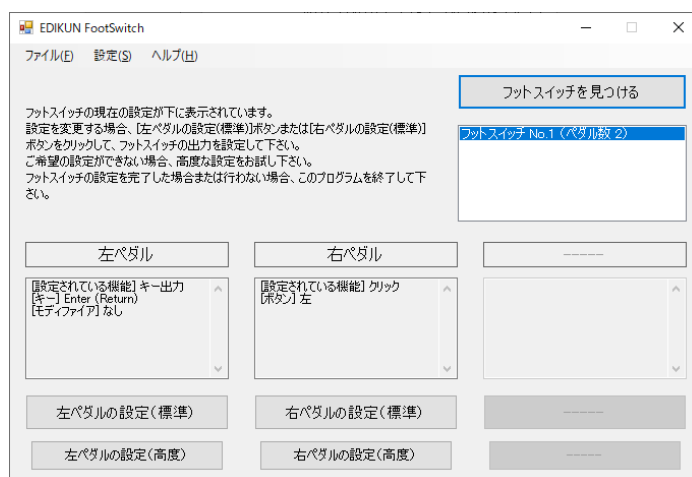 EDIKUN FootSwitch
ファイル(F) 設定(S) ヘルプ(H)
フットスイッチを見つける
フットスイッチの現在の設定が下に表示されています。
設定を変更する場合、[左ペダルの設定(標準)]ボタンまたは[右ペダルの設定(標準)]
ボタンをクリックして、フットスイッチの出力を設定して下さい。
ご希望の設定ができない場合、高度な設定をお試し下さい。
フットスイッチの設定を完了した場合または行わない場合、このプログラムを終了して下
さい。
フットスイッチ No.1 (ペダル数 2)
左ペダル 右ペダル -----
[設定されている機能] キー出力
[キー] Enter (Return)
[モディファイア] なし
[設定されている機能] クリック
[ボタン] 左
左ペダルの設定(標準) 右ペダルの設定(標準) -----
左ペダルの設定(高度) 右ペダルの設定(高度) -----